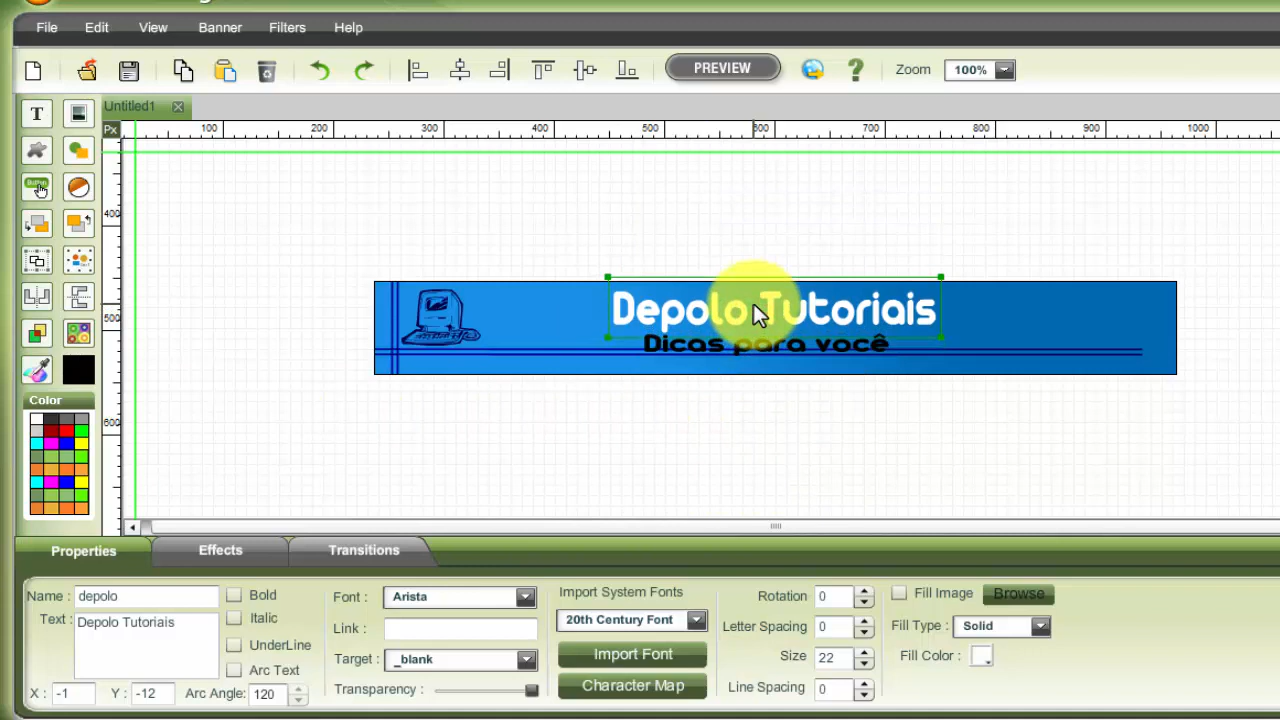 File Edit View Banner Filters Help
PREVIEW Zoom 100%
T Untitled1
Px 100 200 300 400 500 600 700 800 900 1000
400
500
600
Depolo Tutoriais
Dicas para você
Color
Properties Effects Transitions
Name : depolo
Text : Depolo Tutoriais
X : -1 Y : -12
Bold
Italic
UnderLine
Arc Text
Arc Angle: 120
Font : Arista
Link :
Target : _blank
Transparency :
Import System Fonts
20th Century Font
Import Font
Character Map
Rotation 0
Letter Spacing 0
Size 22
Line Spacing 0
Fill Image Browse
Fill Type : Solid
Fill Color :